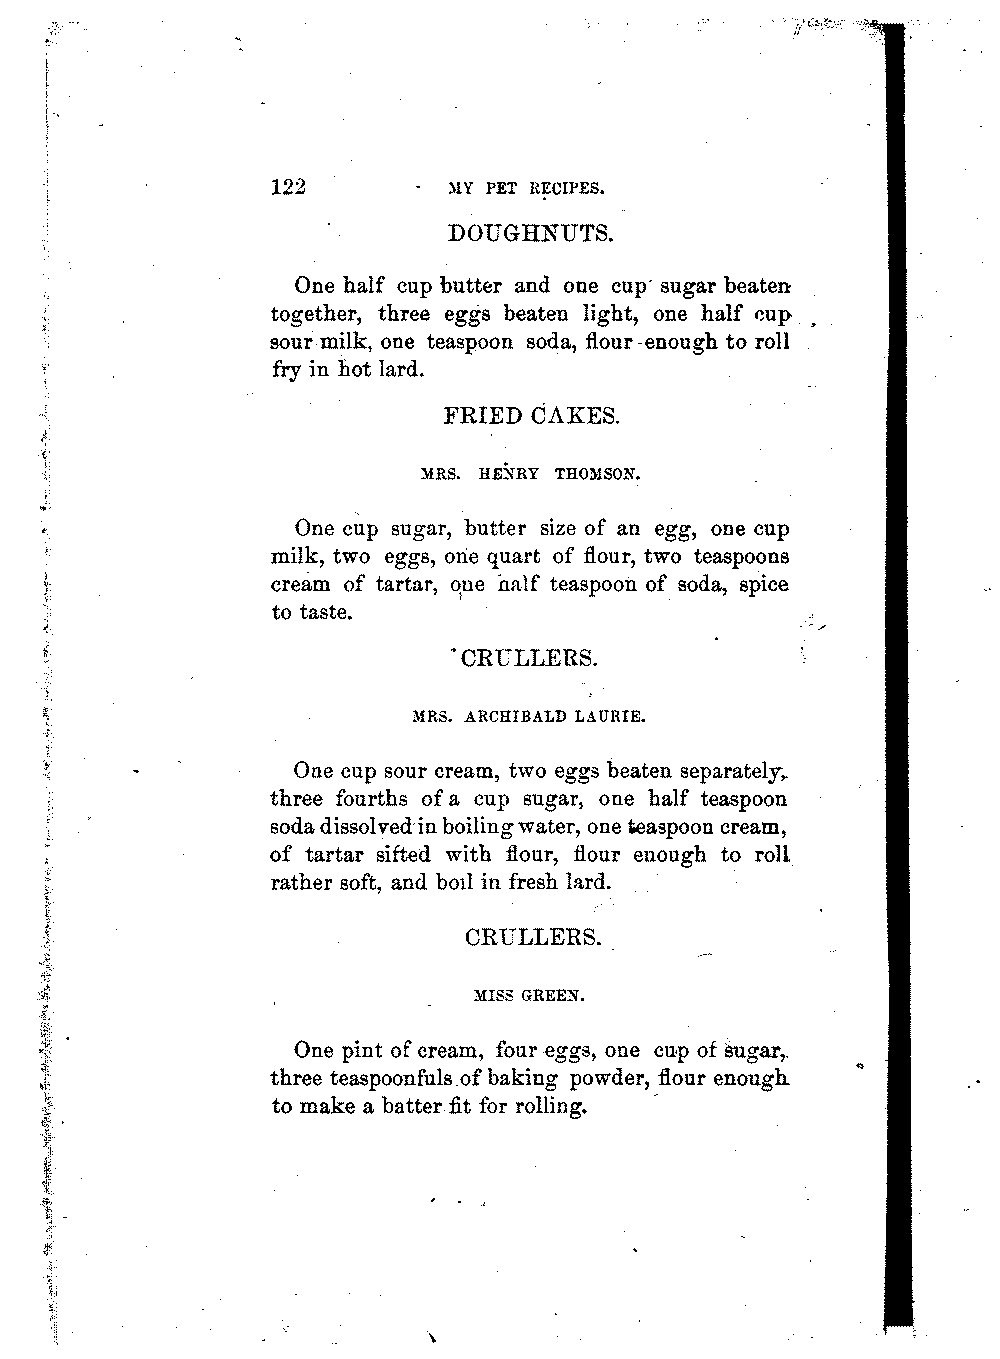 122 MY PET RECIPES.
DOUGHNUTS.
One half cup butter and one cup sugar beaten
together, three eggs beaten light, one half cup
sour milk, one teaspoon soda, flour enough to roll
fry in hot lard.
FRIED CAKES.
MRS. HENRY THOMSON.
One cup sugar, butter size of an egg, one cup
milk, two eggs, one quart of flour, two teaspoons
cream of tartar, one half teaspoon of soda, spice
to taste.
CRULLERS.
MRS. ARCHIBALD LAURIE.
One cup sour cream, two eggs beaten separately,
three fourths of a cup sugar, one half teaspoon
soda dissolved in boiling water, one teaspoon cream,
of tartar sifted with flour, flour enough to roll
rather soft, and boil in fresh lard.
CRULLERS.
MISS GREEN.
One pint of cream, four eggs, one cup of sugar,
three teaspoonfuls of baking powder, flour enough
to make a batter fit for rolling.